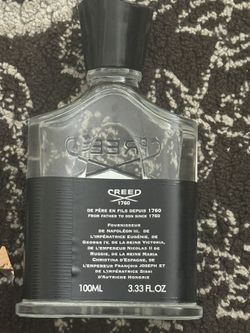 CREED
CREED
1760
DE PÈRE EN FILS DEPUIS 1760
FROM FATHER TO SON SINCE 1760
FOURNISSEUR
DE NAPOLÉON III, DE
L'IMPÉRATRICE EUGÉNIE, DE
GEORGE IV, DE LA REINE VICTORIA,
DE L'EMPEREUR NICOLAS II
DE RUSSIE, DE LA REINE MARIA
CHRISTINA D'ESPAGNE, DE
L'EMPEREUR FRANÇOIS JOSEPH ET
DE L'IMPÉRATRICE SISSI
D'AUTRICHE HONGRIE
100ML 3.33 FL.OZ